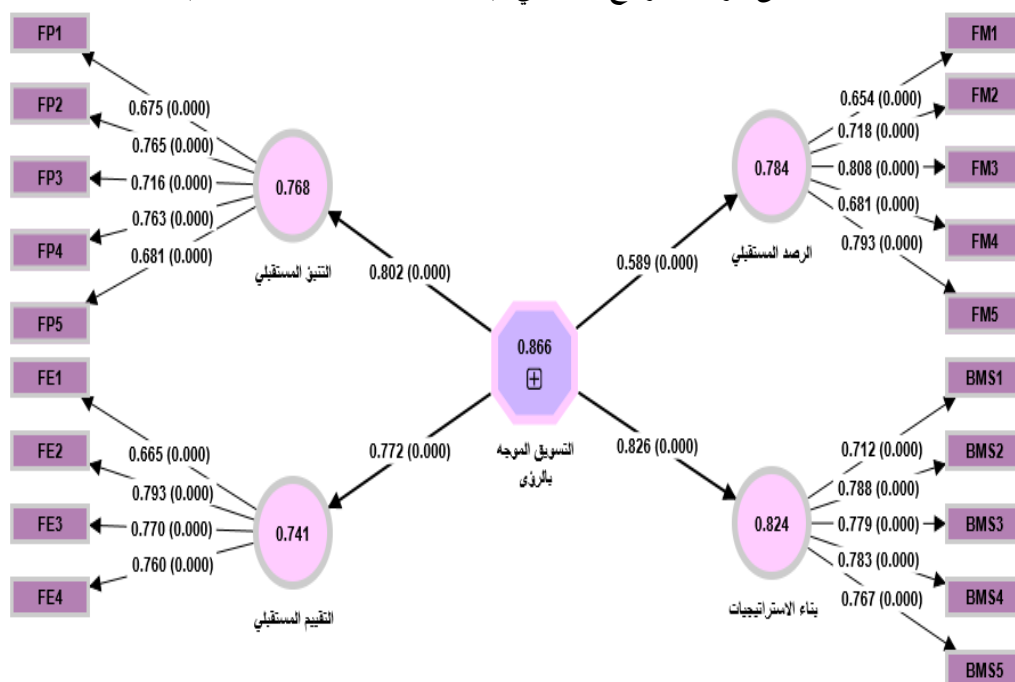 FP1
FP2
FP3
FP4
FP5
0.675 (0.000)
0.765 (0.000)
0.716 (0.000)
0.763 (0.000)
0.681 (0.000)
0.768
التنبؤ المستقبلي
0.802 (0.000)
FM1
FM2
FM3
FM4
FM5
0.654 (0.000)
0.718 (0.000)
0.808 (0.000)
0.681 (0.000)
0.793 (0.000)
0.784
الرصد المستقبلي
0.589 (0.000)
0.866
التسويق الموجه
بالرؤى
FE1
FE2
FE3
FE4
0.665 (0.000)
0.793 (0.000)
0.770 (0.000)
0.760 (0.000)
0.741
التقييم المستقبلي
0.772 (0.000)
BMS1
BMS2
BMS3
BMS4
BMS5
0.712 (0.000)
0.788 (0.000)
0.779 (0.000)
0.783 (0.000)
0.767 (0.000)
0.824
بناء الاستراتيجيات
0.826 (0.000)